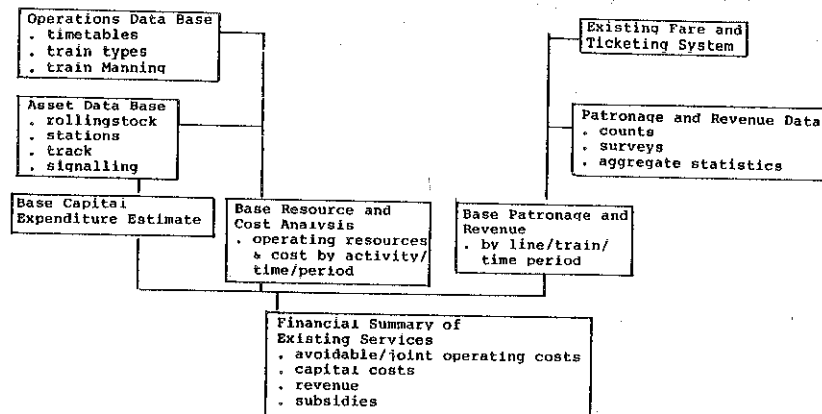 Operations Data Base
. timetables
. train types
. train Manning
Existing Fare and
Ticketing System
Asset Data Base
. rollingstock
. stations
. track
. signalling
Patronage and Revenue Data
. counts
. surveys
. aggregate statistics
Base Capital
Expenditure Estimate
Base Resource and
Cost Analysis
. operating resources
& cost by activity/
time/period
Base Patronage and
Revenue
. by line/train/
time period
Financial Summary of
Existing Services
. avoidable/joint operating costs
. capital costs
. revenue
. subsidies